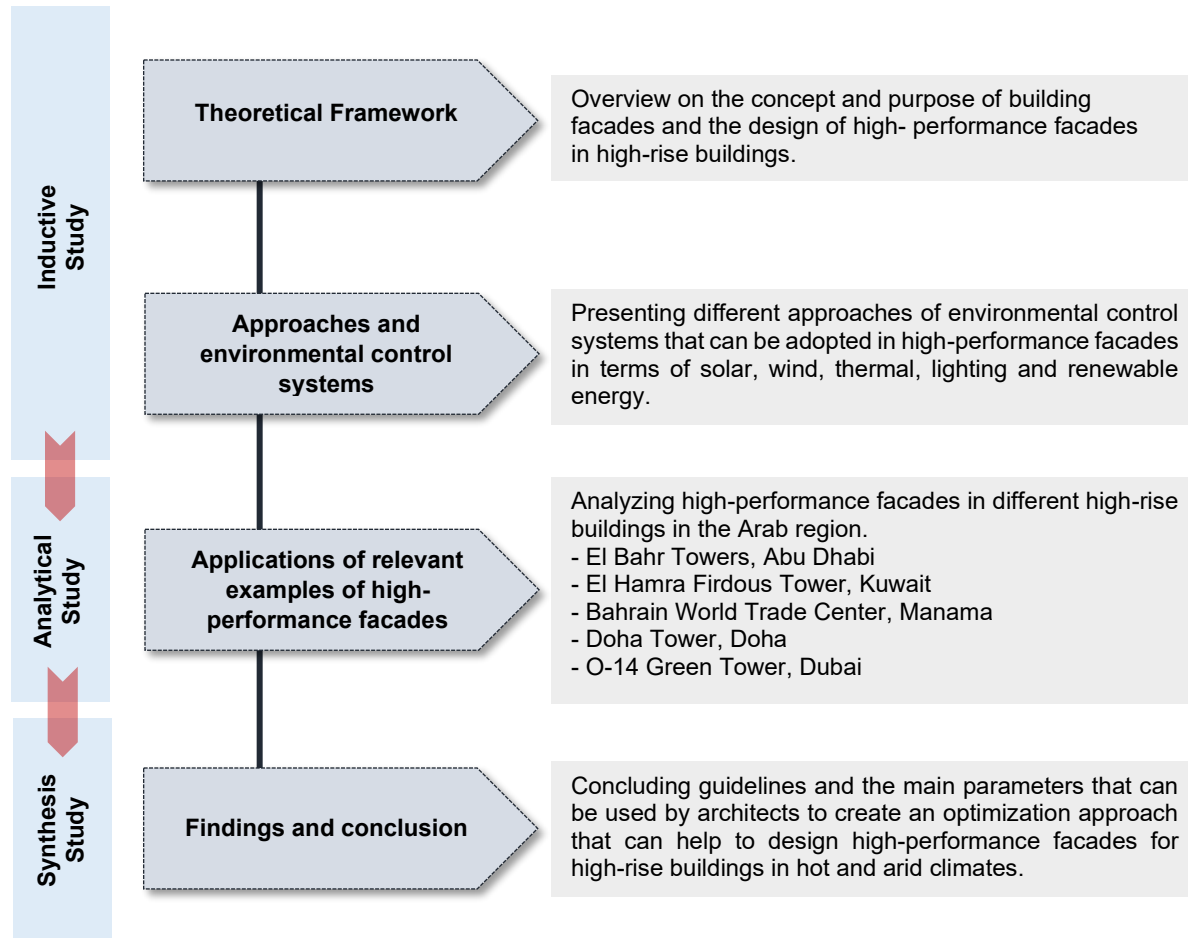 Inductive
Study
Theoretical Framework
Overview on the concept and purpose of building
facades and the design of high- performance facades
in high-rise buildings.
Approaches and
environmental control
systems
Presenting different approaches of environmental control
systems that can be adopted in high-performance facades
in terms of solar, wind, thermal, lighting and renewable
energy.
Analytical
Study
Applications of relevant
examples of high-
performance facades
Analyzing high-performance facades in different high-rise
buildings in the Arab region.
- El Bahr Towers, Abu Dhabi
- El Hamra Firdous Tower, Kuwait
- Bahrain World Trade Center, Manama
- Doha Tower, Doha
- O-14 Green Tower, Dubai
Synthesis
Study
Findings and conclusion
Concluding guidelines and the main parameters that can
be used by architects to create an optimization approach
that can help to design high-performance facades for
high-rise buildings in hot and arid climates.